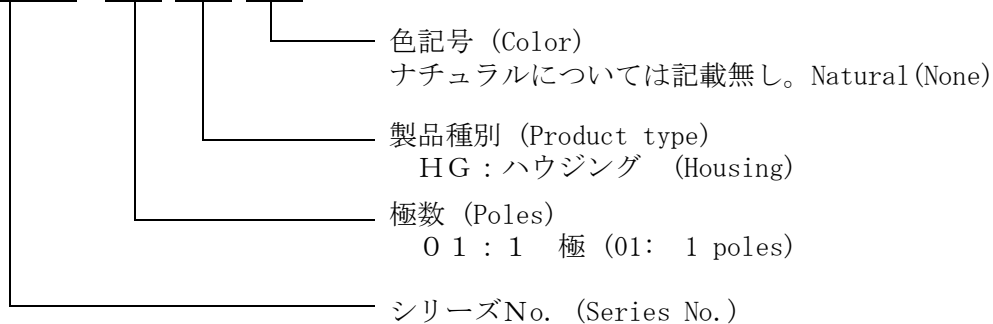 色記号 (Color)
ナチュラルについては記載無し。Natural(None)
製品種別 (Product type)
ＨＧ：ハウジング (Housing)
極数 (Poles)
０１：１ 極 (01: 1 poles)
シリーズNo. (Series No.)